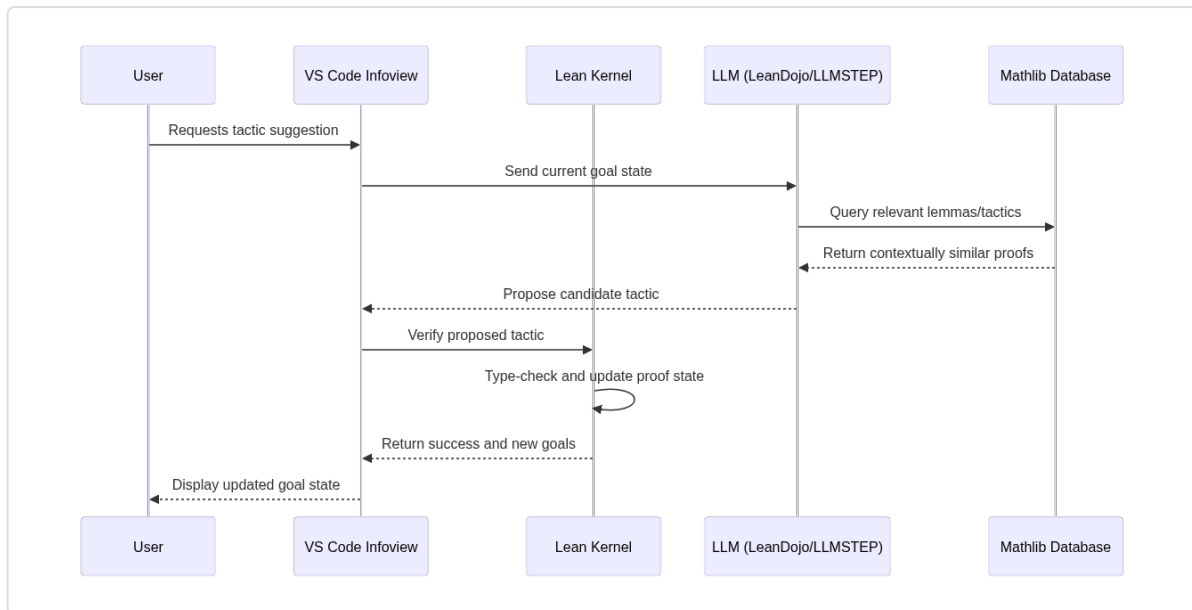 User
VS Code Infoview
Lean Kernel
LLM (LeanDojo/LLMSTEP)
Mathlib Database
Requests tactic suggestion
Send current goal state
Query relevant lemmas/tactics
Return contextually similar proofs
Propose candidate tactic
Verify proposed tactic
Type-check and update proof state
Return success and new goals
Display updated goal state
User
VS Code Infoview
Lean Kernel
LLM (LeanDojo/LLMSTEP)
Mathlib Database